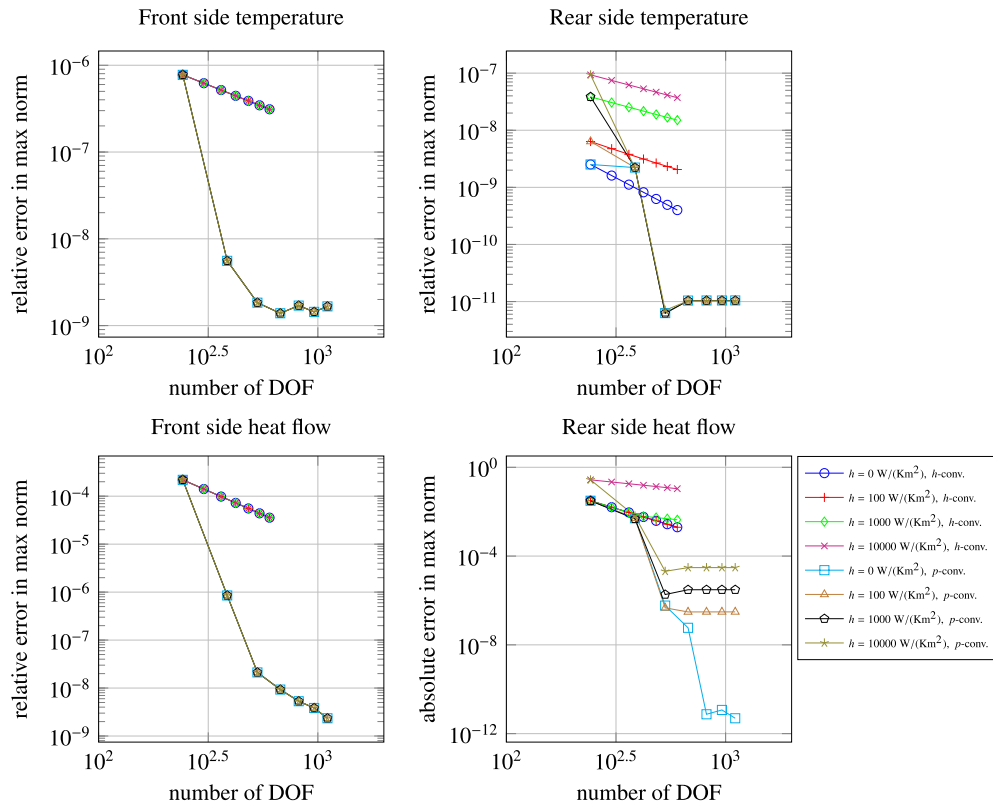 Front side temperature
relative error in max norm
10^-6
10^-7
10^-8
10^-9
10^2
10^2.5
10^3
number of DOF
Rear side temperature
relative error in max norm
10^-7
10^-8
10^-9
10^-10
10^-11
10^2
10^2.5
10^3
number of DOF
Front side heat flow
relative error in max norm
10^-4
10^-5
10^-6
10^-7
10^-8
10^-9
10^2
10^2.5
10^3
number of DOF
Rear side heat flow
absolute error in max norm
10^0
10^-4
10^-8
10^-12
10^2
10^2.5
10^3
number of DOF
h = 0 W/(Km^2), h-conv.
h = 100 W/(Km^2), h-conv.
h = 1000 W/(Km^2), h-conv.
h = 10000 W/(Km^2), h-conv.
h = 0 W/(Km^2), p-conv.
h = 100 W/(Km^2), p-conv.
h = 1000 W/(Km^2), p-conv.
h = 10000 W/(Km^2), p-conv.